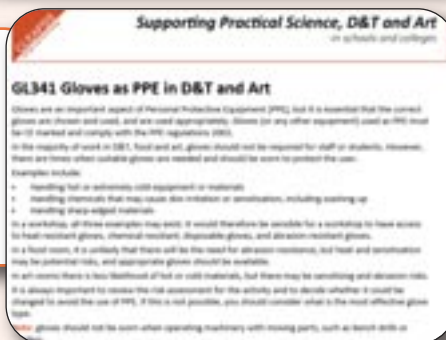 Supporting Practical Science, D&T and Art
in schools and colleges
GL341 Gloves as PPE in D&T and Art
Gloves are an important aspect of Personal Protective Equipment (PPE), but it is essential that the correct
gloves are chosen and used, and are used appropriately. Gloves (or any other equipment) used as PPE must
be CE marked and comply with the PPE regulations 2002.
In the majority of work in D&T, food and art, gloves should not be required for staff or students. However,
there are times when suitable gloves are needed and should be worn to protect the user.
Examples include:
• Handling hot or extremely cold equipment or materials
• Handling chemicals that may cause skin irritation or sensitisation, including washing up
• Handling sharp-edged materials
In a workshop, all three examples may exist. It would therefore be sensible for a workshop to have access
to heat resistant gloves, chemical resistant, disposable gloves, and abrasion resistant gloves.
In a food room, it is unlikely that there will be the need for abrasion resistance, but heat and sensitisation
may be potential risks, and appropriate gloves should be available.
In art rooms there is less likelihood of hot or cold materials, but there may be sensitising and abrasion risks.
It is always important to review the risk assessment for the activity and to decide whether it could be
changed to avoid the use of PPE. If this is not possible, you should consider what is the most effective glove
type.
gloves should not be worn when operating machinery with moving parts, such as bench drills or